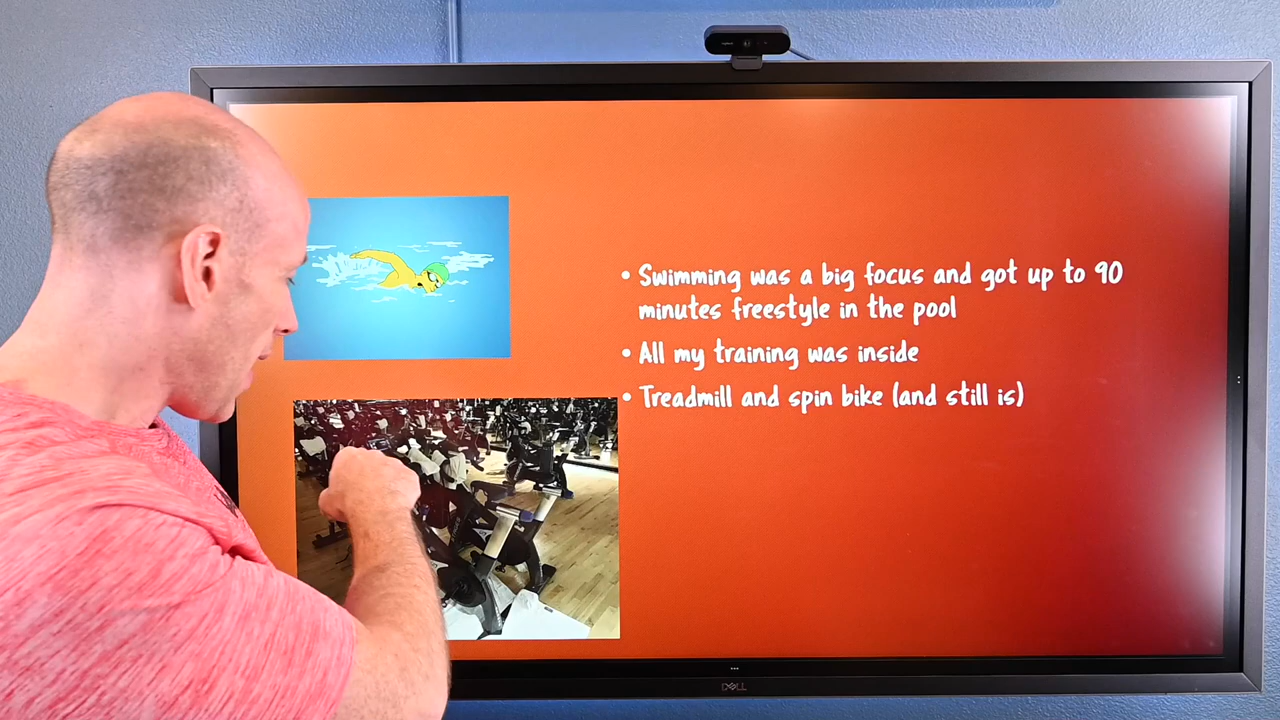 • Swimming was a big focus and got up to 90
minutes freestyle in the pool
• All my training was inside
• Treadmill and spin bike (and still is)
DELL